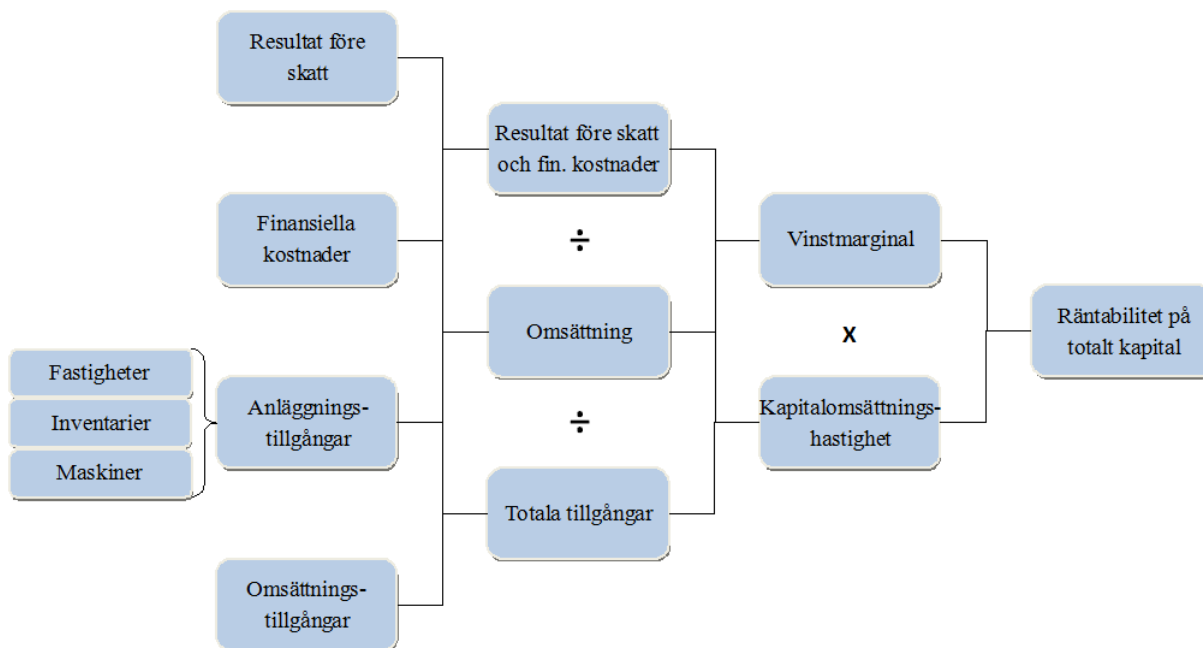 Resultat före
skatt
Finansiella
kostnader
Fastigheter
Inventarier
Maskiner
Anläggnings-
tillgångar
Omsättnings-
tillgångar
Resultat före skatt
och fin. kostnader
÷
Omsättning
÷
Totala tillgångar
Vinstmarginal
X
Kapitalomsättnings-
hastighet
Räntabilitet på
totalt kapital